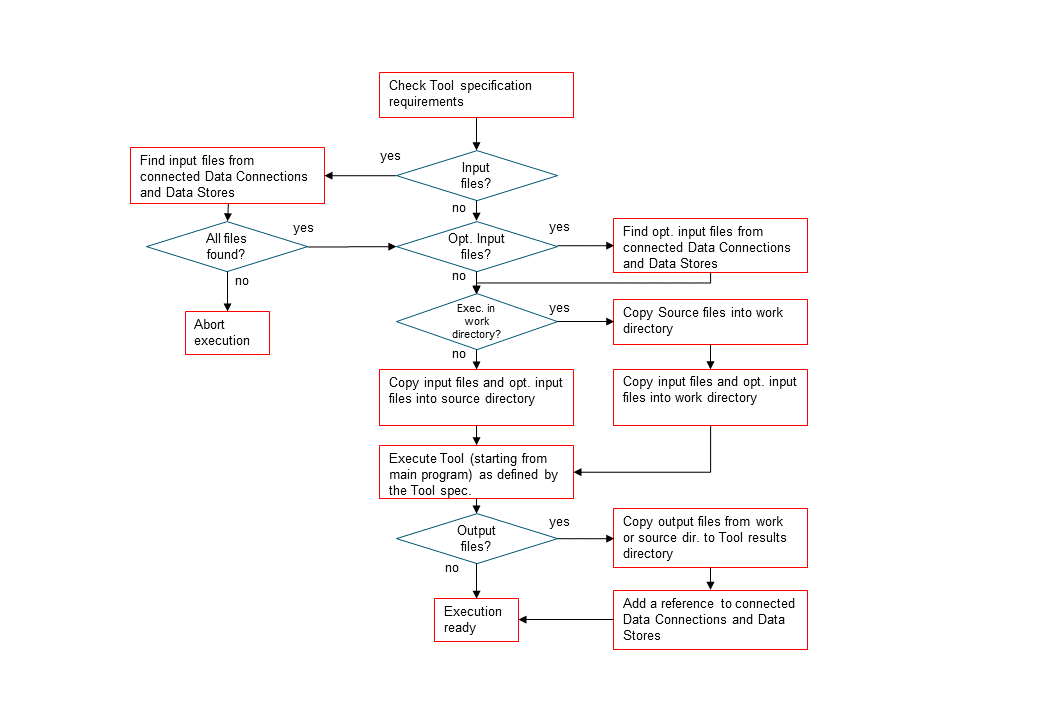 Check Tool specification
requirements
yes
Input
files?
no
Find input files from
connected Data Connections
and Data Stores
All files
found?
yes
no
Abort
execution
Opt. Input
files?
yes
no
Find opt. input files from
connected Data Connections
and Data Stores
Exec. in
work
directory?
yes
no
Copy Source files into work
directory
Copy input files and opt. input
files into source directory
Copy input files and opt. input
files into work directory
Execute Tool (starting from
main program) as defined by
the Tool spec.
Output
files?
yes
no
Copy output files from work
or source dir. to Tool results
directory
Execution
ready
Add a reference to connected
Data Connections and Data
Stores